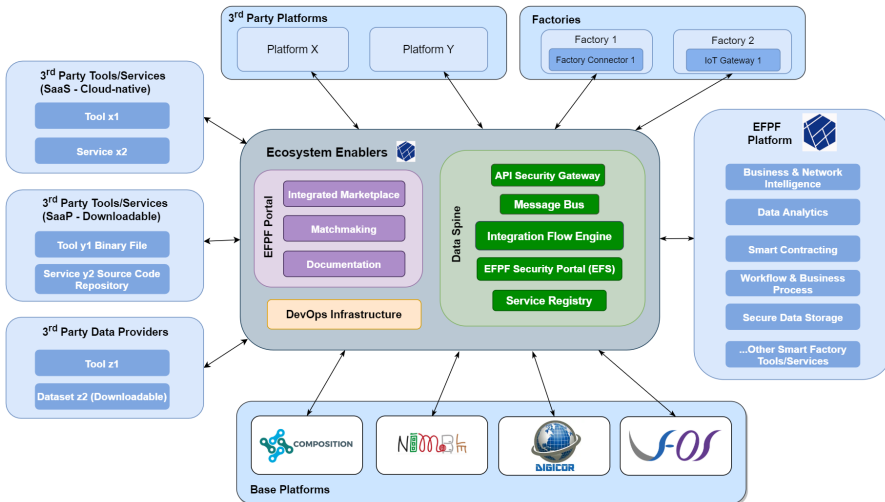 3rd Party Platforms
Platform X
Platform Y
Factories
Factory 1
Factory Connector 1
Factory 2
IoT Gateway 1
3rd Party Tools/Services
(SaaS - Cloud-native)
Tool x1
Service x2
3rd Party Tools/Services
(SaaP - Downloadable)
Tool y1 Binary File
Service y2 Source Code
Repository
3rd Party Data Providers
Tool z1
Dataset z2 (Downloadable)
Ecosystem Enablers
EFPF Portal
Integrated Marketplace
Matchmaking
Documentation
DevOps Infrastructure
Data Spine
API Security Gateway
Message Bus
Integration Flow Engine
EFPF Security Portal (EFS)
Service Registry
EFPF
Platform
Business & Network
Intelligence
Data Analytics
Smart Contracting
Workflow & Business
Process
Secure Data Storage
...Other Smart Factory
Tools/Services
COMPOSITION
NIMBLE
DIGICOR
vf-OS
Base Platforms